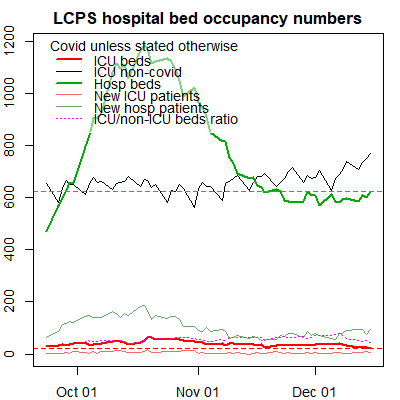 LCPS hospital bed occupancy numbers
Covid unless stated otherwise
ICU beds
ICU non-covid
Hosp beds
New ICU patients
New hosp patients
ICU/non-ICU beds ratio
1200
1000
800
600
400
200
0
Oct 01 Nov 01 Dec 01